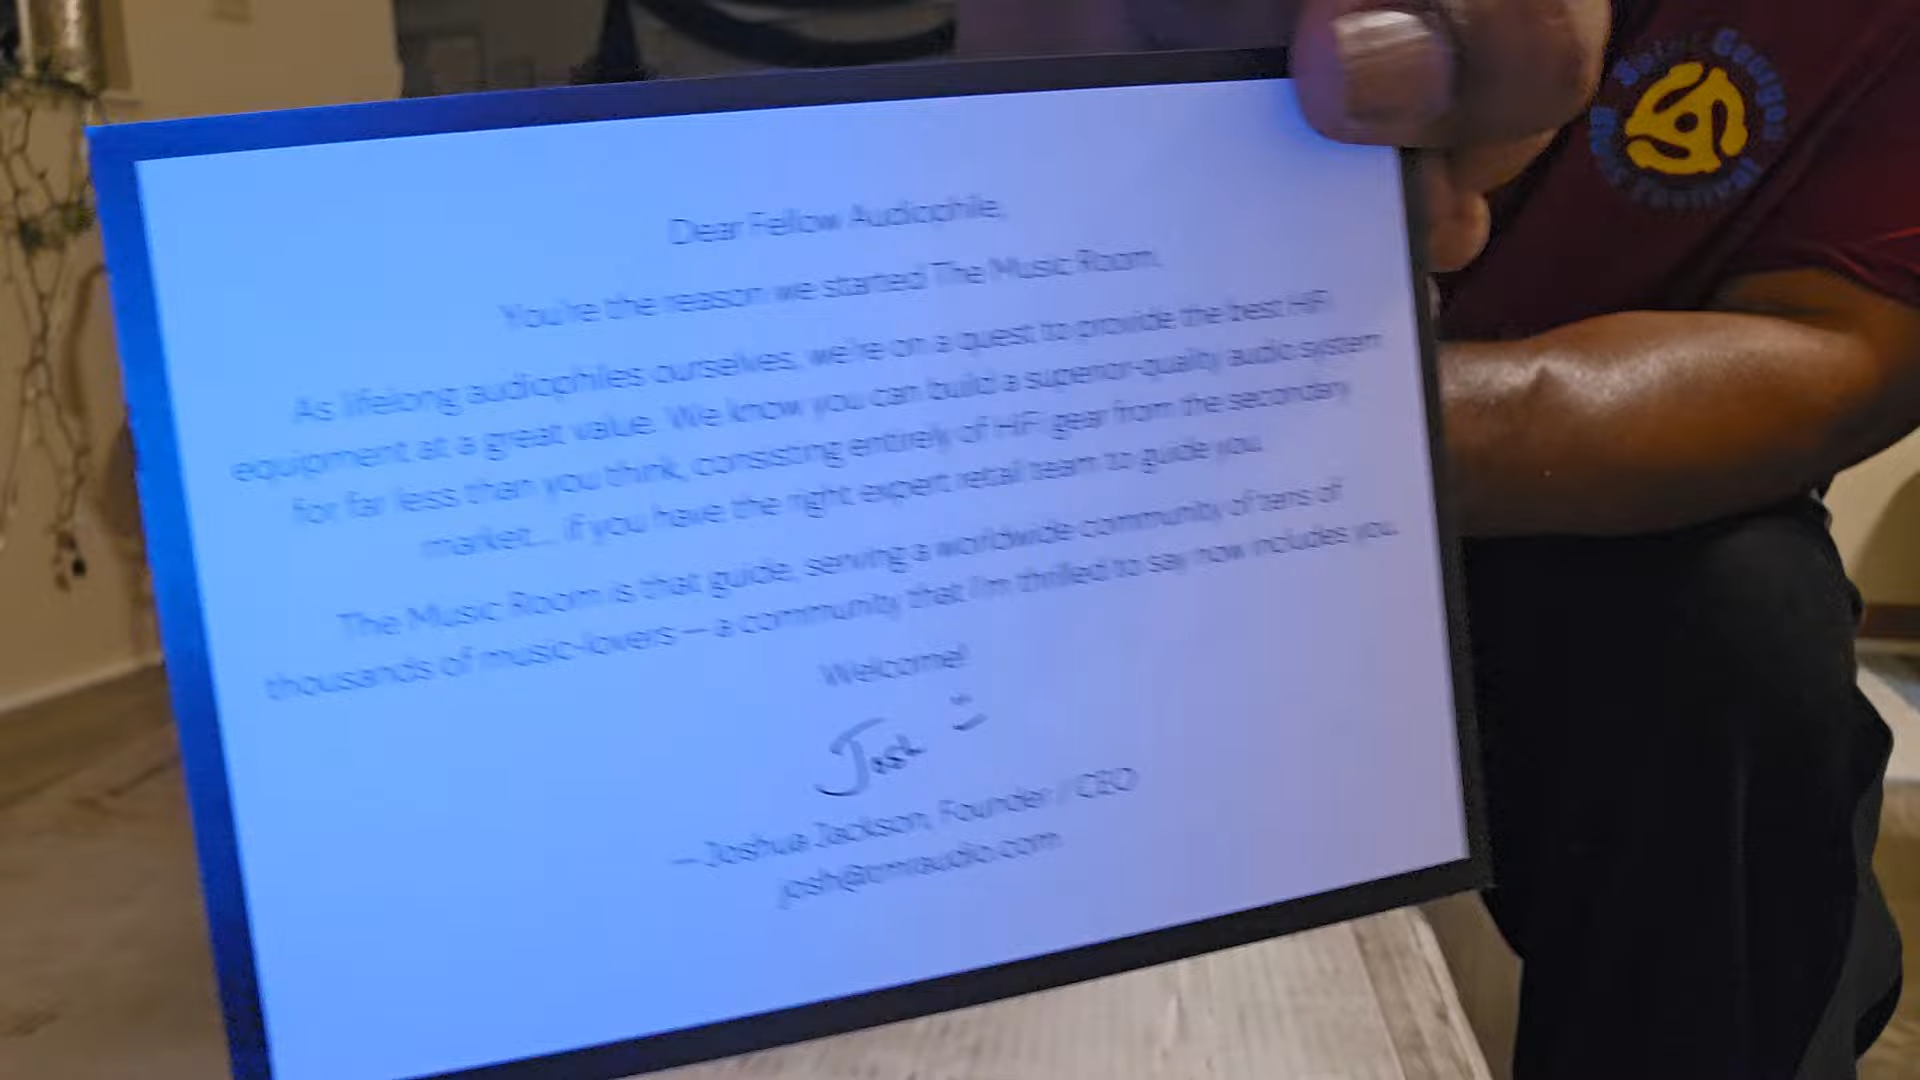 Dear Fellow Audiophile,
You're the reason we started The Music Room.
As lifelong audiophiles ourselves, we're on a quest to provide the best HiFi
equipment at a great value. We know you can build a superior-quality audio system
for far less than you think, consisting entirely of HiFi gear from the secondary
market... if you have the right expert retail team to guide you.
The Music Room is that guide, serving a worldwide community of tens of
thousands of music-lovers — a community that I'm thrilled to say now includes you.
Welcome!
Josh
— Joshua Jackson, Founder / CEO
josh@tmraudio.com